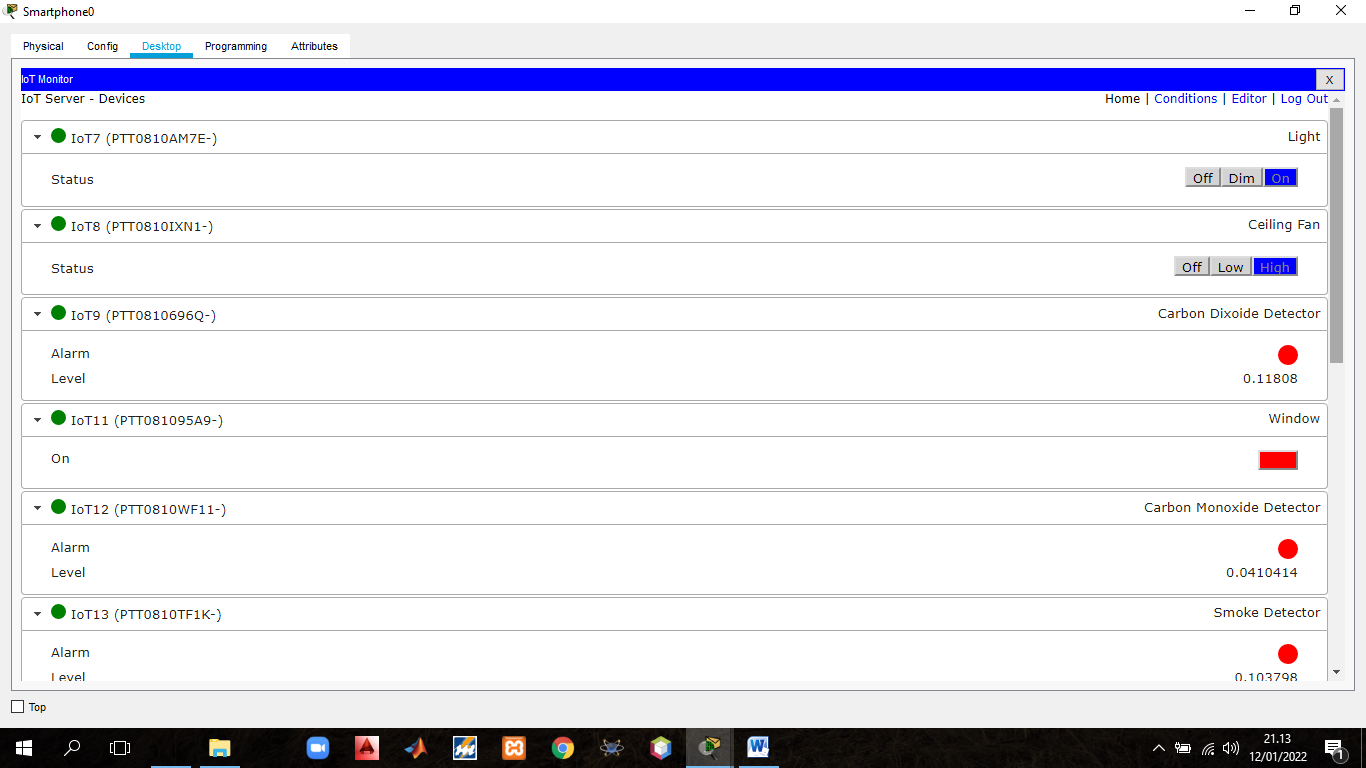 Smartphone0
Physical Config Desktop Programming Attributes
IoT Monitor X
IoT Server - Devices Home | Conditions | Editor | Log Out
IoT7 (PTT0810AM7E-) Light
Status Off Dim On
IoT8 (PTT0810IXN1-) Ceiling Fan
Status Off Low High
IoT9 (PTT0810696Q-) Carbon Dixoide Detector
Alarm
Level 0.11808
IoT11 (PTT081095A9-) Window
On
IoT12 (PTT0810WF11-) Carbon Monoxide Detector
Alarm
Level 0.0410414
IoT13 (PTT0810TF1K-) Smoke Detector
Alarm
Level 0.103798
Top
21.13
12/01/2022
1